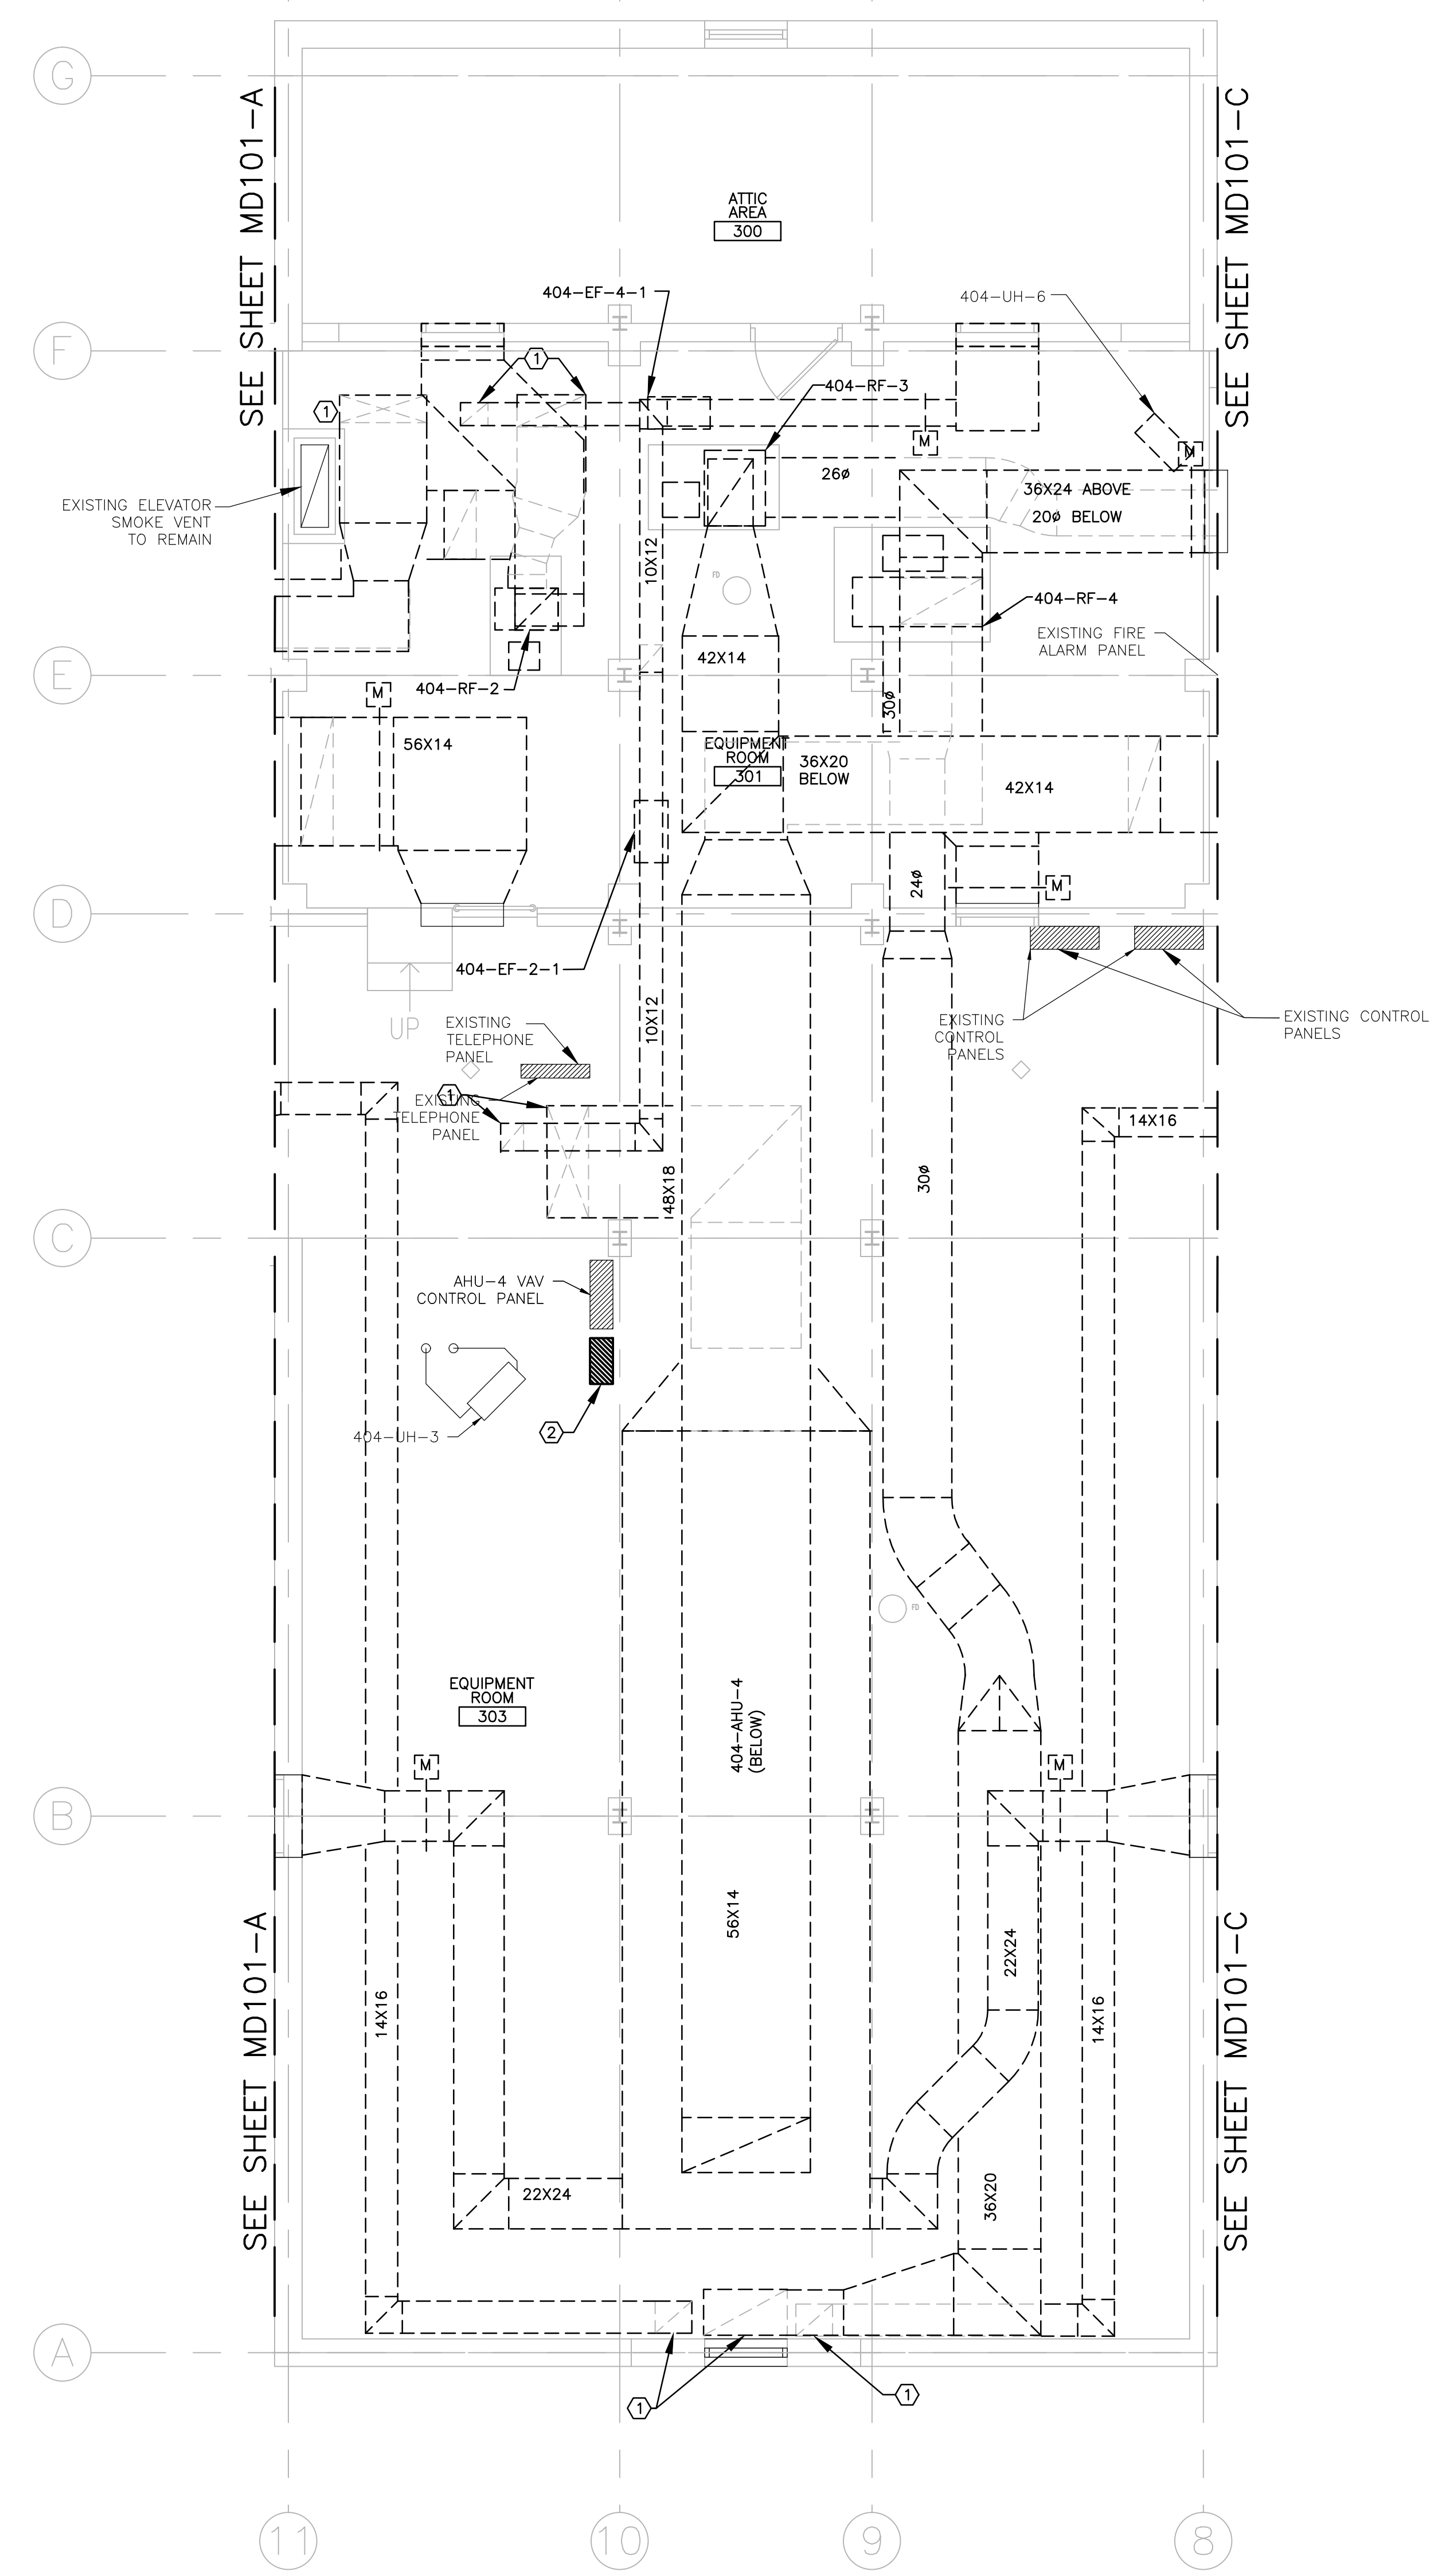 G
SEE SHEET MD101-A
SEE SHEET MD101-C
ATTIC
AREA
300
404-EF-4-1
404-UH-6
F
1
1
404-RF-3
M
M
26ø
36X24 ABOVE
20ø BELOW
EXISTING ELEVATOR
SMOKE VENT
TO REMAIN
10X12
FD
404-RF-4
EXISTING FIRE
ALARM PANEL
42X14
E
404-RF-2
M
30ø
56X14
EQUIPMENT
ROOM
301
36X20
BELOW
42X14
24ø
M
D
404-EF-2-1
UP
10X12
EXISTING
TELEPHONE
PANEL
EXISTING
CONTROL
PANELS
EXISTING CONTROL
PANELS
1
EXISTING
TELEPHONE
PANEL
14X16
48X18
30ø
C
AHU-4 VAV
CONTROL PANEL
2
404-UH-3
FD
EQUIPMENT
ROOM
303
404-AHU-4
(BELOW)
M
M
B
56X14
22X24
SEE SHEET MD101-A
SEE SHEET MD101-C
14X16
14X16
22X24
36X20
A
1
1
11
10
9
8